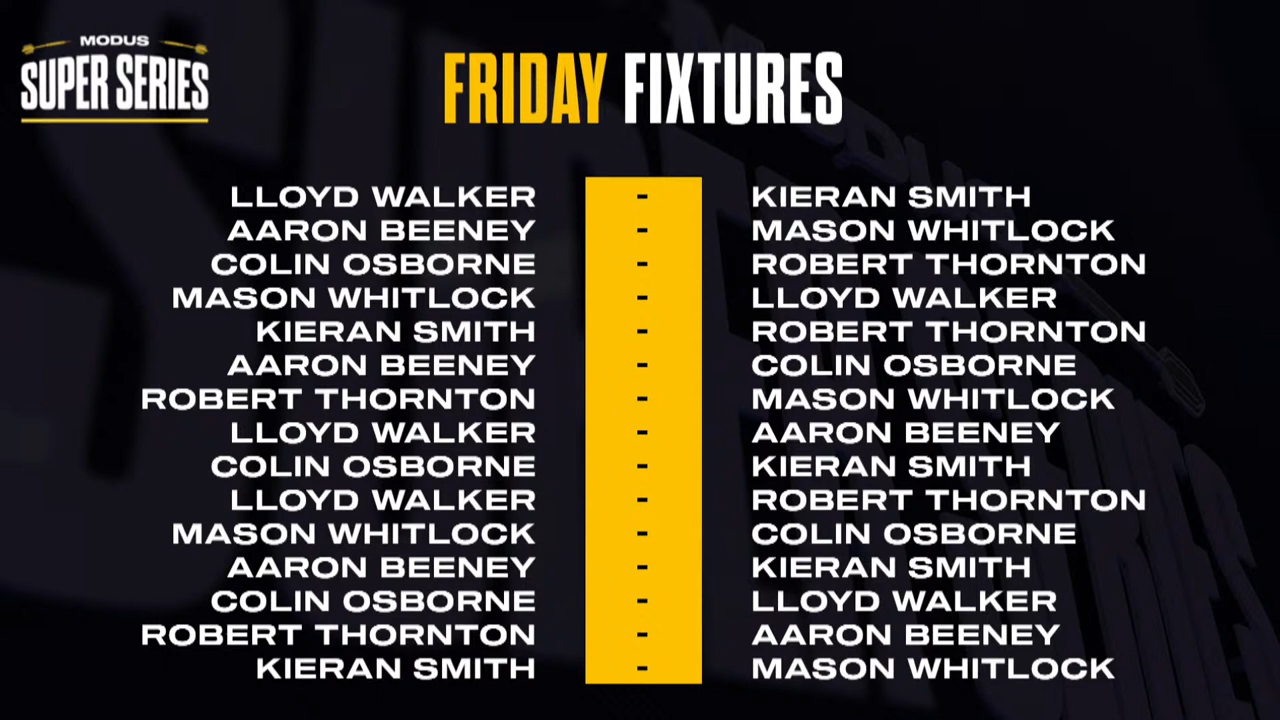 MODUS
SUPER SERIES
FRIDAY FIXTURES
LLOYD WALKER - KIERAN SMITH
AARON BEENEY - MASON WHITLOCK
COLIN OSBORNE - ROBERT THORNTON
MASON WHITLOCK - LLOYD WALKER
KIERAN SMITH - ROBERT THORNTON
AARON BEENEY - COLIN OSBORNE
ROBERT THORNTON - MASON WHITLOCK
LLOYD WALKER - AARON BEENEY
COLIN OSBORNE - KIERAN SMITH
LLOYD WALKER - ROBERT THORNTON
MASON WHITLOCK - COLIN OSBORNE
AARON BEENEY - KIERAN SMITH
COLIN OSBORNE - LLOYD WALKER
ROBERT THORNTON - AARON BEENEY
KIERAN SMITH - MASON WHITLOCK